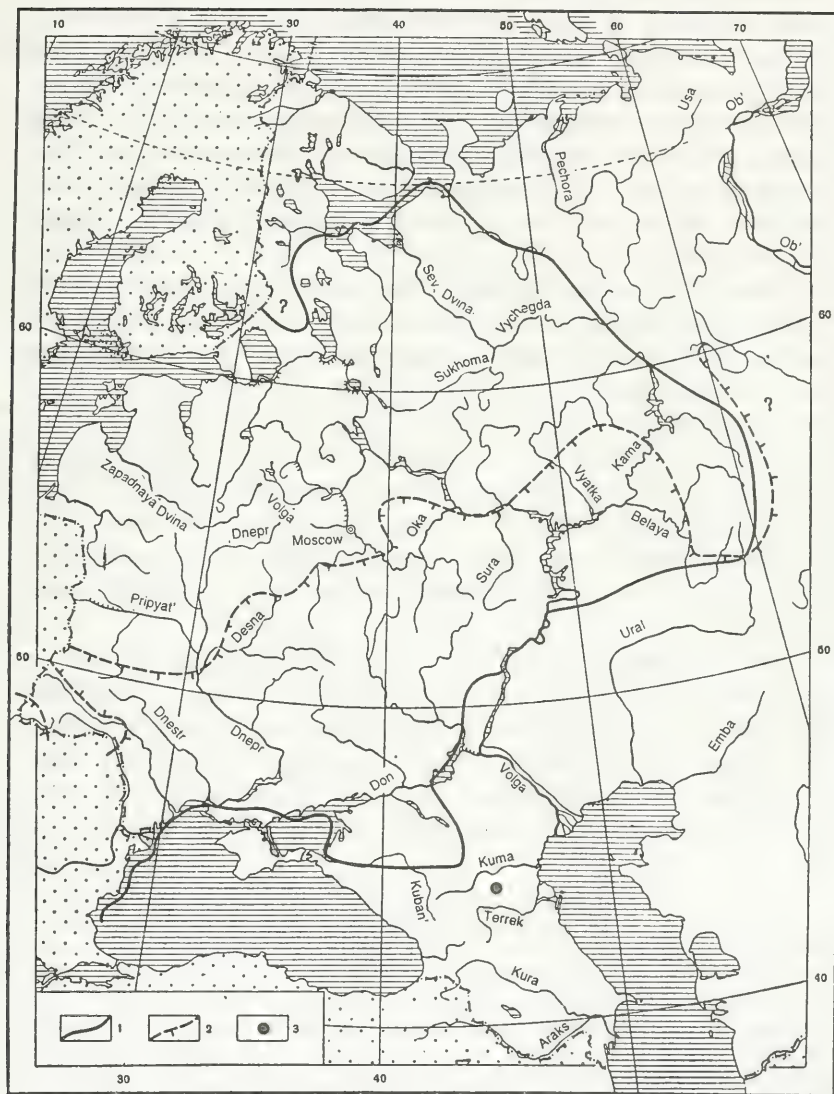 10 30 40 50 60 70
Ob'
Usa
Pechora
Ob'
?
Sev. Dvina
Vychegda
60 60
Sukhoma
?
Kama
Vyatka
Zapadnaya Dvina
Volga
Dnepr
Oka
Belaya
Moscow
Sura
Pripyat'
Desna
Ural
50 50
Dnestr
Dnepr
Emba
Don
Volga
Kuma
Kuban'
Terrek
Kura
40
1 2 3
Araks
30 40